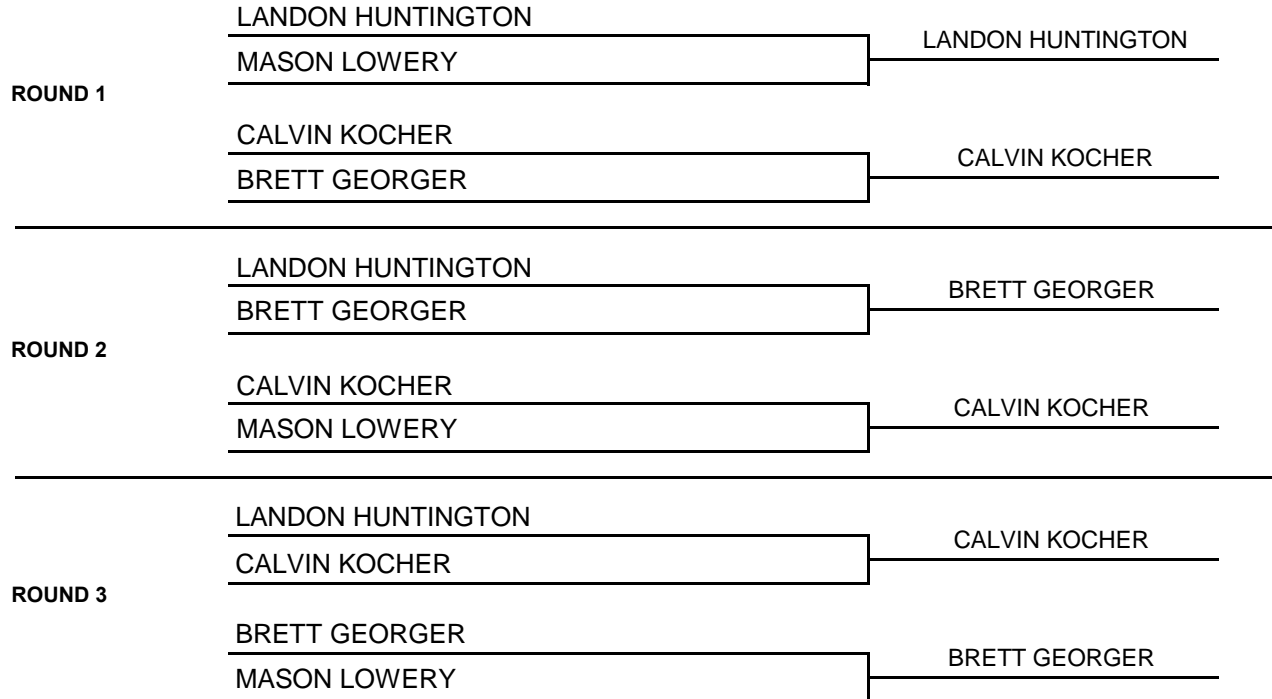 LANDON HUNTINGTON
LANDON HUNTINGTON
MASON LOWERY
ROUND 1
CALVIN KOCHER
CALVIN KOCHER
BRETT GEORGER
LANDON HUNTINGTON
BRETT GEORGER
BRETT GEORGER
ROUND 2
CALVIN KOCHER
CALVIN KOCHER
MASON LOWERY
LANDON HUNTINGTON
CALVIN KOCHER
CALVIN KOCHER
ROUND 3
BRETT GEORGER
BRETT GEORGER
MASON LOWERY